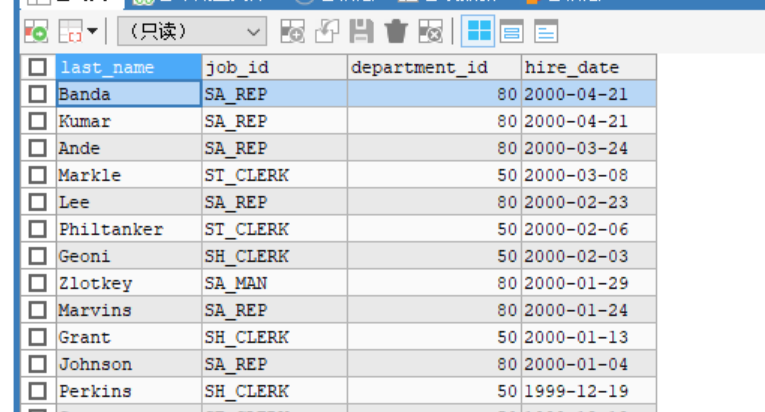 (只读)
last_name job_id department_id hire_date
Banda SA_REP 80 2000-04-21
Kumar SA_REP 80 2000-04-21
Ande SA_REP 80 2000-03-24
Markle ST_CLERK 50 2000-03-08
Lee SA_REP 80 2000-02-23
Philtanker ST_CLERK 50 2000-02-06
Geoni SH_CLERK 50 2000-02-03
Zlotkey SA_MAN 80 2000-01-29
Marvins SA_REP 80 2000-01-24
Grant SH_CLERK 50 2000-01-13
Johnson SA_REP 80 2000-01-04
Perkins SH_CLERK 50 1999-12-19